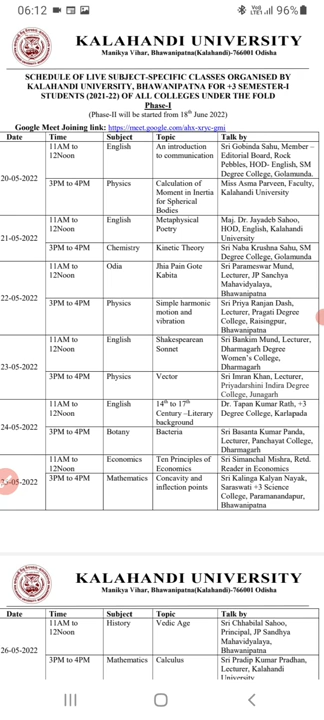 06:12
VoLTE1 96%
KALAHANDI UNIVERSITY
Manikya Vihar, Bhawanipatna(Kalahandi)-766001 Odisha
SCHEDULE OF LIVE SUBJECT-SPECIFIC CLASSES ORGANISED BY
KALAHANDI UNIVERSITY, BHAWANIPATNA FOR +3 SEMESTER-I
STUDENTS (2021-22) OF ALL COLLEGES UNDER THE FOLD
Phase-I
(Phase-II will be started from 18th June 2022)
Google Meet Joining link: https://meet.google.com/ahx-xryc-gmi
Date Time Subject Topic Talk by
20-05-2022
11AM to 12Noon English An introduction to communication Sri Gobinda Sahu, Member – Editorial Board, Rock Pebbles, HOD- English, SM Degree College, Golamunda.
3PM to 4PM Physics Calculation of Moment in Inertia for Spherical Bodies Miss Asma Parveen, Faculty, Kalahandi University
21-05-2022
11AM to 12Noon English Metaphysical Poetry Maj. Dr. Jayadeb Sahoo, HOD, English, Kalahandi University
3PM to 4PM Chemistry Kinetic Theory Sri Naba Krushna Sahu, SM Degree College, Golamunda
22-05-2022
11AM to 12Noon Odia Jhia Pain Gote Kabita Sri Parameswar Mund, Lecturer, JP Sanchya Mahavidyalaya, Bhawanipatna
3PM to 4PM Physics Simple harmonic motion and vibration Sri Priya Ranjan Dash, Lecturer, Pragati Degree College, Raisingpur, Bhawanipatna
23-05-2022
11AM to 12Noon English Shakespearean Sonnet Sri Bankim Mund, Lecturer, Dharmagarh Degree Women's College, Dharmagarh
3PM to 4PM Physics Vector Sri Imran Khan, Lecturer, Priyadarshini Indira Degree College, Junagarh
24-05-2022
11AM to 12Noon English 14th to 17th Century –Literary background Dr. Tapan Kumar Rath, +3 Degree College, Karlapada
3PM to 4PM Botany Bacteria Sri Basanta Kumar Panda, Lecturer, Panchayat College, Dharmagarh
25-05-2022
11AM to 12Noon Economics Ten Principles of Economics Sri Simanchal Mishra, Retd. Reader in Economics
3PM to 4PM Mathematics Concavity and inflection points Sri Kalinga Kalyan Nayak, Saraswati +3 Science College, Paramanandapur, Bhawanipatna
KALAHANDI UNIVERSITY
Manikya Vihar, Bhawanipatna(Kalahandi)-766001 Odisha
Date Time Subject Topic Talk by
26-05-2022
11AM to 12Noon History Vedic Age Sri Chhabilal Sahoo, Principal, JP Sandhya Mahavidyalaya, Bhawanipatna
3PM to 4PM Mathematics Calculus Sri Pradip Kumar Pradhan, Lecturer, Kalahandi University